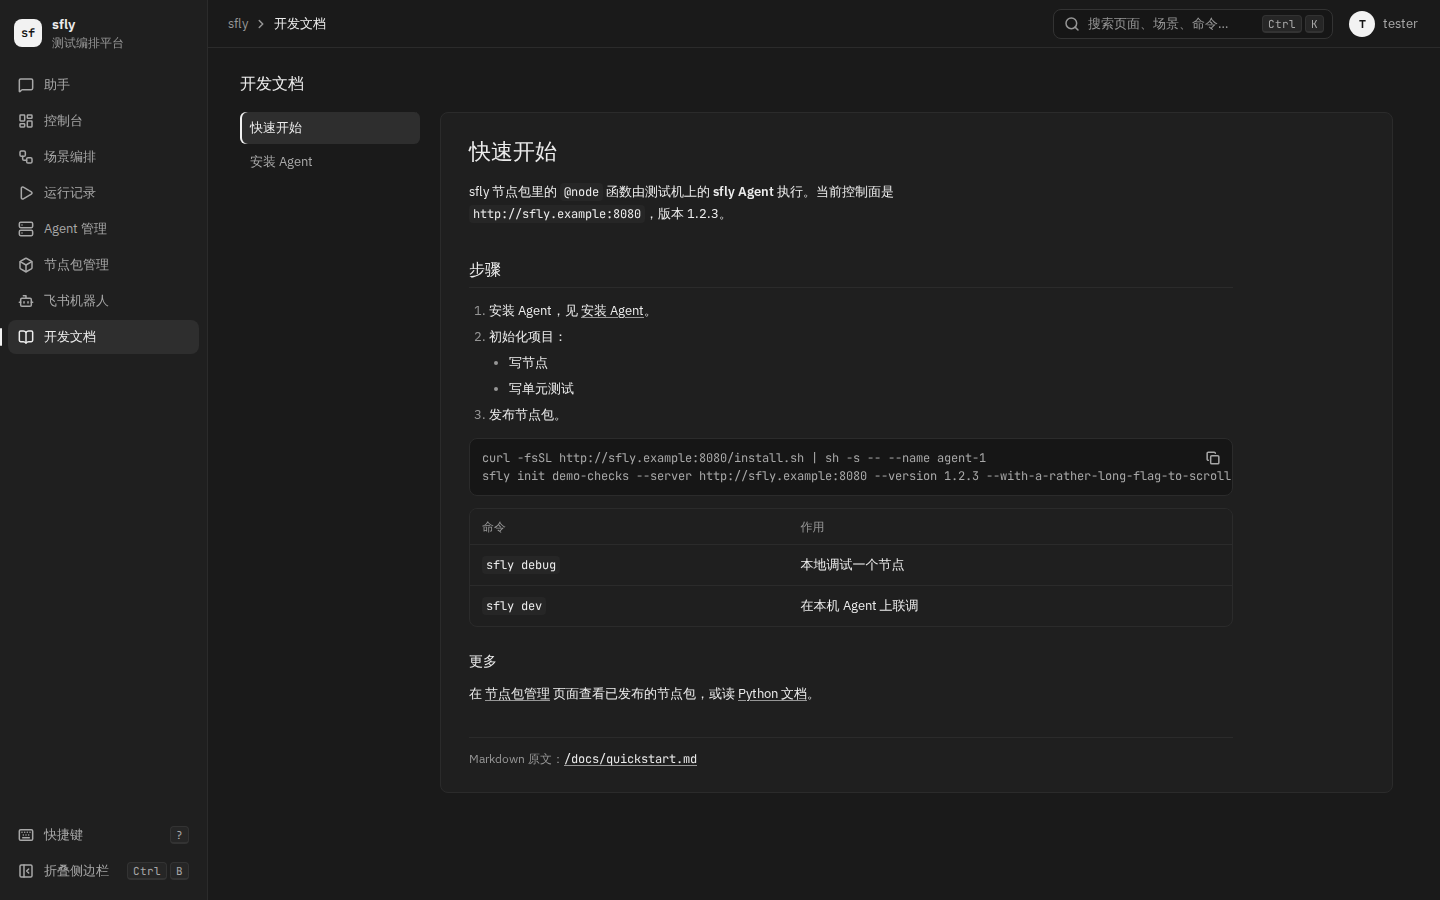 sf
sfly
测试编排平台
助手
控制台
场景编排
运行记录
Agent 管理
节点包管理
飞书机器人
开发文档
快捷键 ?
折叠侧边栏 Ctrl B
sfly > 开发文档
搜索页面、场景、命令... Ctrl K
T tester
开发文档
快速开始
安装 Agent
快速开始
sfly 节点包里的 @node 函数由测试机上的 sfly Agent 执行。当前控制面是
http://sfly.example:8080，版本 1.2.3。
步骤
1. 安装 Agent，见 安装 Agent。
2. 初始化项目：
• 写节点
• 写单元测试
3. 发布节点包。
curl -fsSL http://sfly.example:8080/install.sh | sh -s -- --name agent-1
sfly init demo-checks --server http://sfly.example:8080 --version 1.2.3 --with-a-rather-long-flag-to-scroll
命令 作用
sfly debug 本地调试一个节点
sfly dev 在本机 Agent 上联调
更多
在 节点包管理 页面查看已发布的节点包，或读 Python 文档。
Markdown 原文：/docs/quickstart.md